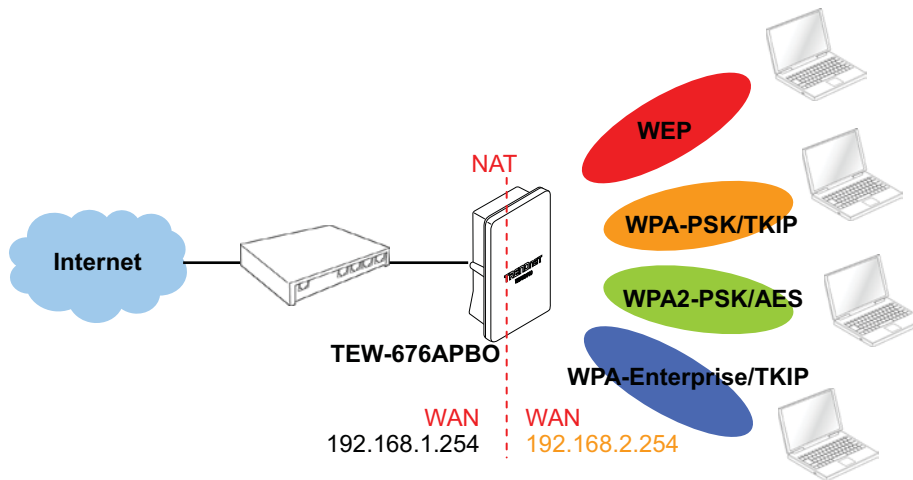 WEP
NAT
WPA-PSK/TKIP
Internet
TRENDNET
WPA2-PSK/AES
TEW-676APBO
WPA-Enterprise/TKIP
WAN WAN
192.168.1.254 192.168.2.254